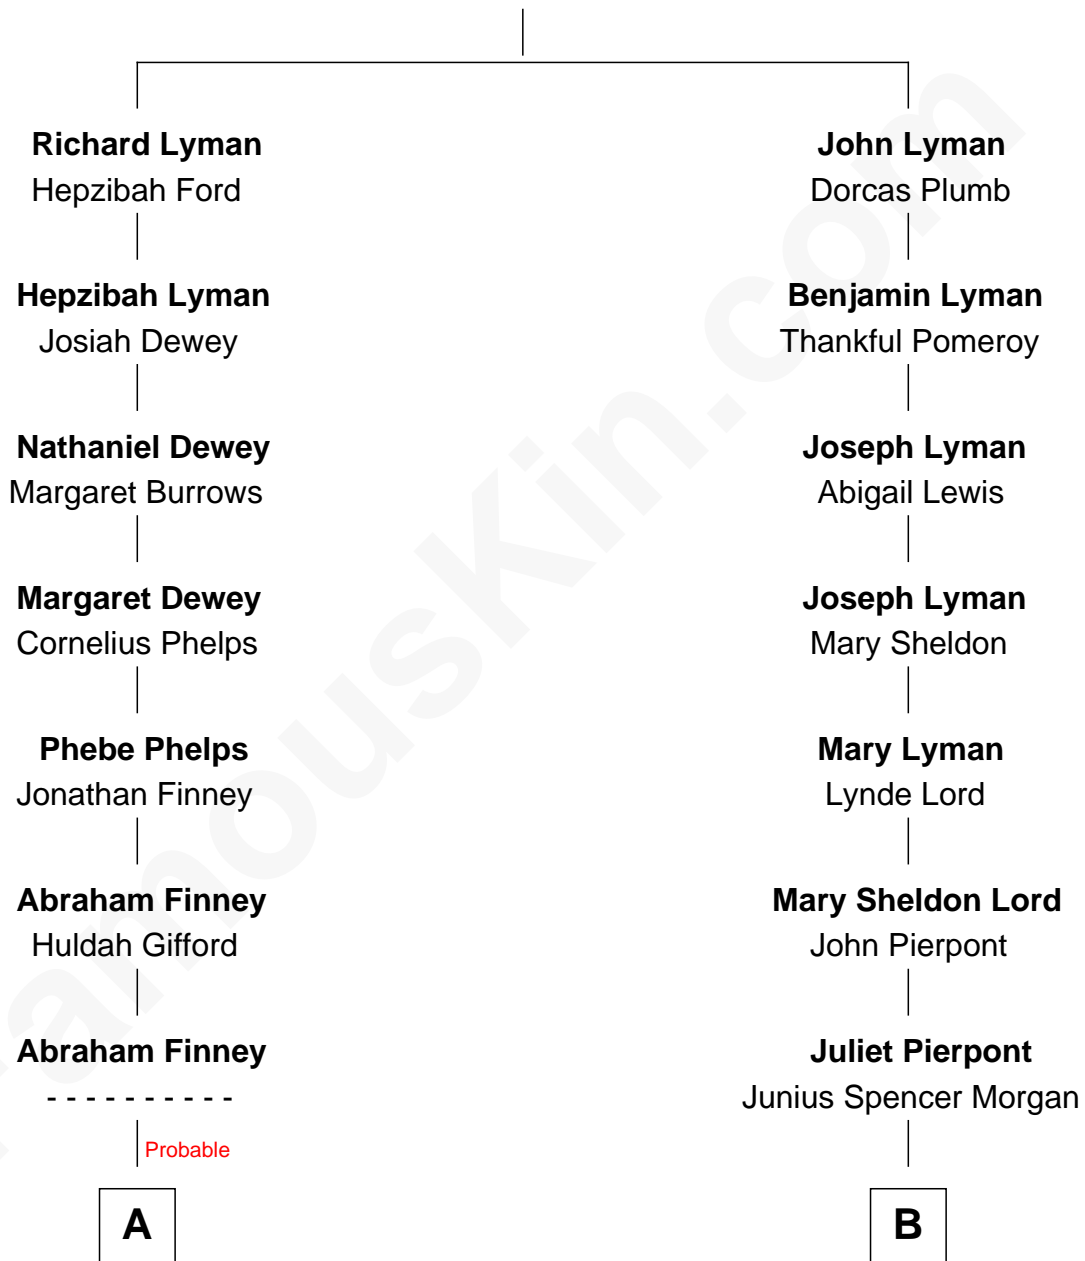 Richard Lyman
Hepzibah Ford
Hepzibah Lyman
Josiah Dewey
Nathaniel Dewey
Margaret Burrows
Margaret Dewey
Cornelius Phelps
Phebe Phelps
Jonathan Finney
Abraham Finney
Huldah Gifford
Abraham Finney
- - - - - - - - - -
Probable
A
John Lyman
Dorcas Plumb
Benjamin Lyman
Thankful Pomeroy
Joseph Lyman
Abigail Lewis
Joseph Lyman
Mary Sheldon
Mary Lyman
Lynde Lord
Mary Sheldon Lord
John Pierpont
Juliet Pierpont
Junius Spencer Morgan
B
FamousKin.com